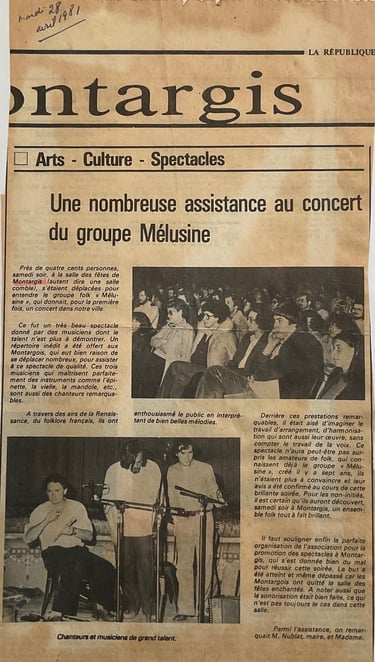 mardi 28
avril 1981
LA RÉPUBLIQUE
ontargis
Arts - Culture - Spectacles
Une nombreuse assistance au concert
du groupe Mélusine
Près de quatre cents personnes,
samedi soir, à la salle des fêtes de
Montargis (autant dire une salle
comble), s'étaient déplacées pour
entendre le groupe folk « Mélu-
sine », qui donnait, pour la première
fois, un concert dans notre ville.
Ce fut un très beau spectacle
donné par des musiciens dont le
talent n'est plus à démontrer. Un
répertoire inédit a été offert aux
Montargois, qui eut bien raison de
se déplacer nombreux, pour assister
à ce spectacle de qualité. Ces trois
musiciens qui maîtrisent parfaite-
ment des instruments comme l'épi-
nette, la vielle, la mandole, etc.,
sont aussi des chanteurs remarqua-
bles.
A travers des airs de la Renais-
sance, du folklore français, ils ont
enthousiasmé le public en interpré-
tant de bien belles mélodies.
Derrière ces prestations remar-
quables, il était aisé d'imaginer le
travail d'arrangement, d'harmonisa-
tion qui sont aussi leur œuvre, sans
compter le travail de la voix. Ce
spectacle n'aura peut-être pas sur-
pris les amateurs de folk, qui con-
naissent déjà le groupe « Mélu-
sine », créé il y a sept ans, ils
n'étaient plus à convaincre et leur
avis a été confirmé au cours de cette
brillante soirée. Pour les non-initiés,
il est certain qu'ils auront découvert,
samedi soir à Montargis, un ensem-
ble folk tout à fait brillant.
Il faut souligner enfin la parfaite
organisation de l'association pour la
promotion des spectacles à Montar-
gis, qui s'est donnée bien du mal
pour réussir cette soirée. Le but a
été atteint et même dépassé car les
Montargois ont quitté la salle des
fêtes enchantés. A noter aussi que
la sonorisation était bien faite, ce qui
n'est pas toujours le cas dans cette
salle.
Parmi l'assistance, on remar-
quait M. Nublat, maire, et Madame.
Chanteurs et musiciens de grand talent.